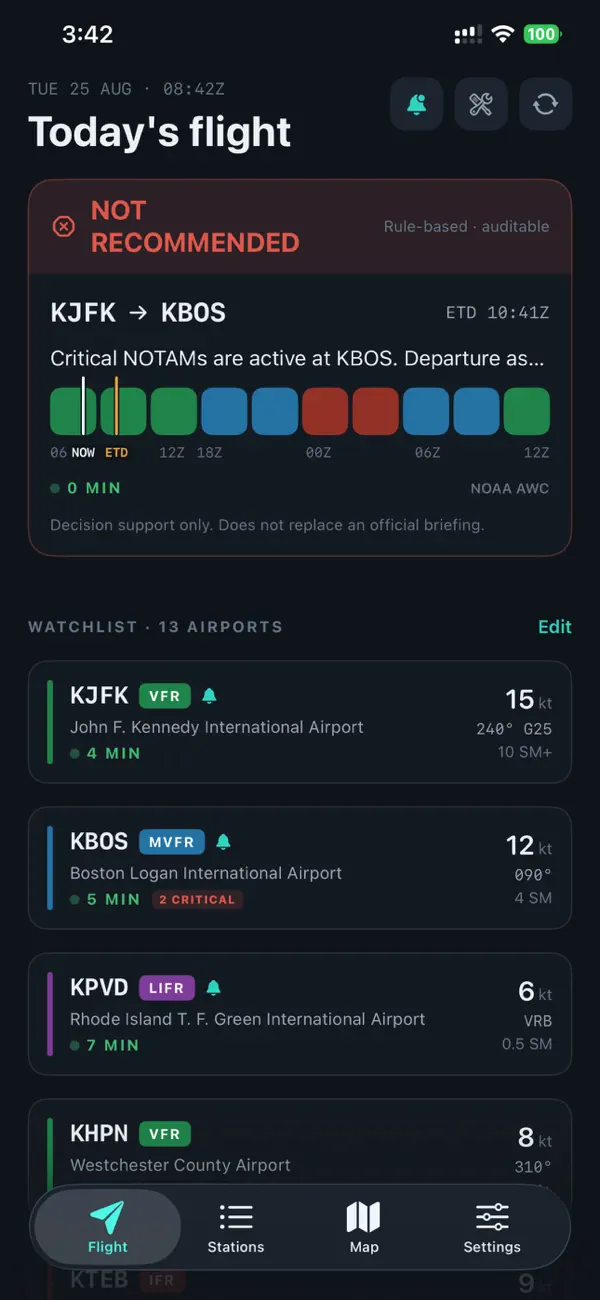 3:42
100
TUE 25 AUG · 08:42Z
Today's flight
NOT
RECOMMENDED
Rule-based · auditable
KJFK → KBOS
ETD 10:41Z
Critical NOTAMs are active at KBOS. Departure as...
06 NOW ETD 12Z 18Z 00Z 06Z 12Z
0 MIN
NOAA AWC
Decision support only. Does not replace an official briefing.
WATCHLIST · 13 AIRPORTS
Edit
KJFK VFR
15 kt
John F. Kennedy International Airport
240° G25
4 MIN
10 SM+
KBOS MVFR
12 kt
Boston Logan International Airport
090°
5 MIN 2 CRITICAL
4 SM
KPVD LIFR
6 kt
Rhode Island T. F. Green International Airport
VRB
7 MIN
0.5 SM
KHPN VFR
8 kt
Westchester County Airport
310°
Flight
Stations
Map
Settings
KTEB IFR
9